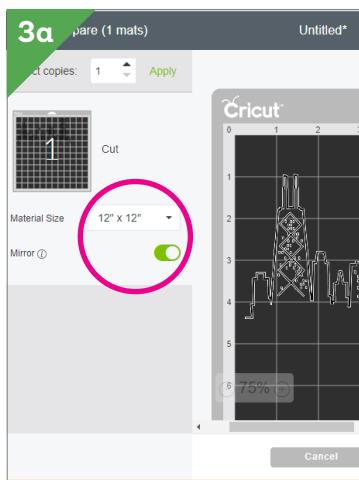 3a
pare (1 mats)
Untitled*
ct copies: 1 Apply
1
Cut
Material Size 12" x 12"
Mirror
Cricut
0 1 2
1
2
3
4
5
6
75%
Cancel